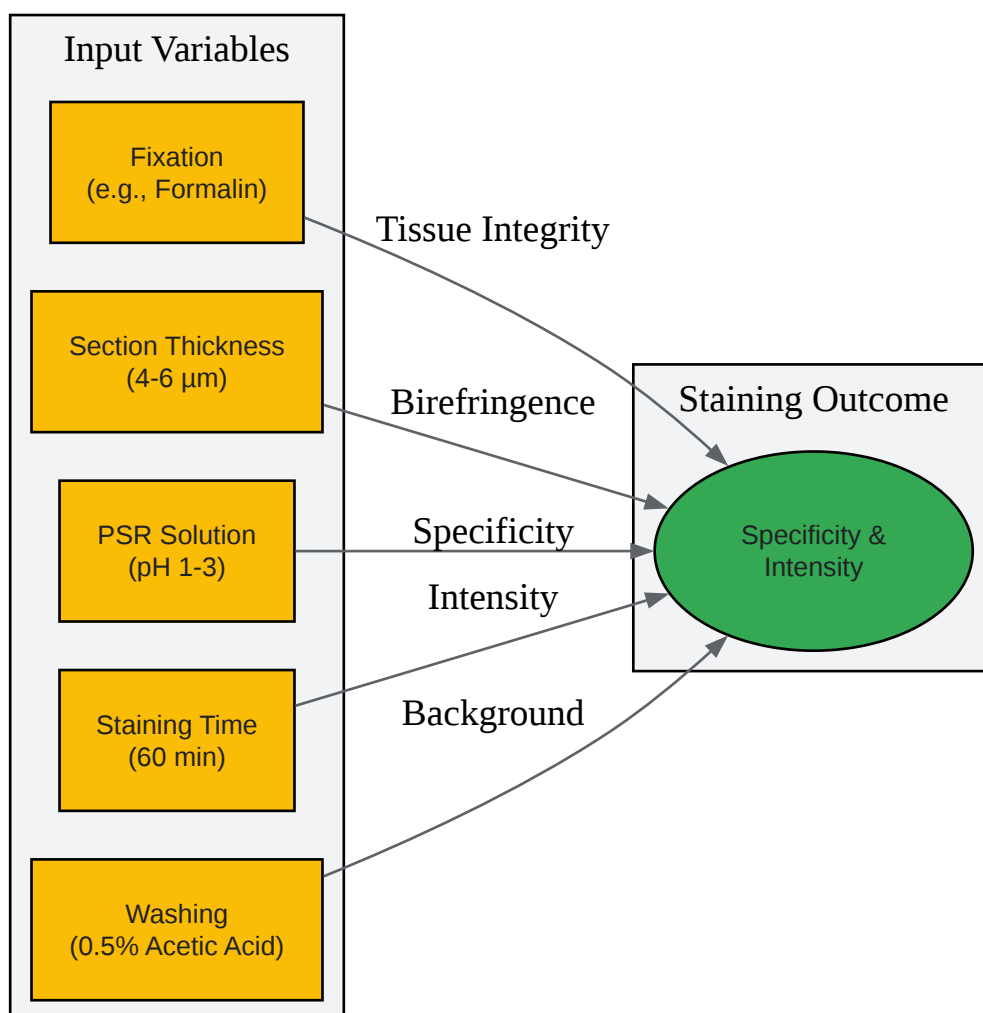 Input Variables
Fixation
(e.g., Formalin)
Tissue Integrity
Section Thickness
(4-6 µm)
Birefringence
PSR Solution
(pH 1-3)
Specificity
Staining Time
(60 min)
Intensity
Washing
(0.5% Acetic Acid)
Background
Staining Outcome
Specificity &
Intensity